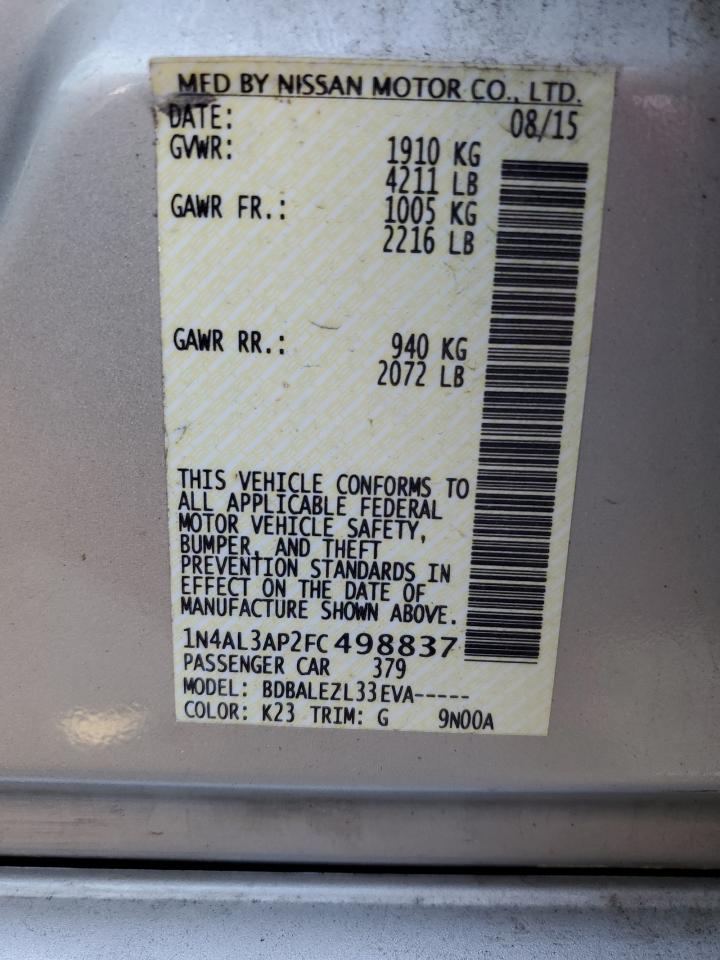 MFD BY NISSAN MOTOR CO., LTD.
DATE: 08/15
GVWR: 1910 KG
4211 LB
GAWR FR.: 1005 KG
2216 LB
GAWR RR.: 940 KG
2072 LB
THIS VEHICLE CONFORMS TO
ALL APPLICABLE FEDERAL
MOTOR VEHICLE SAFETY,
BUMPER, AND THEFT
PREVENTION STANDARDS IN
EFFECT ON THE DATE OF
MANUFACTURE SHOWN ABOVE.
1N4AL3AP2FC498837
PASSENGER CAR 379
MODEL: BDBALEZL33EVA-----
COLOR: K23 TRIM: G 9N00A